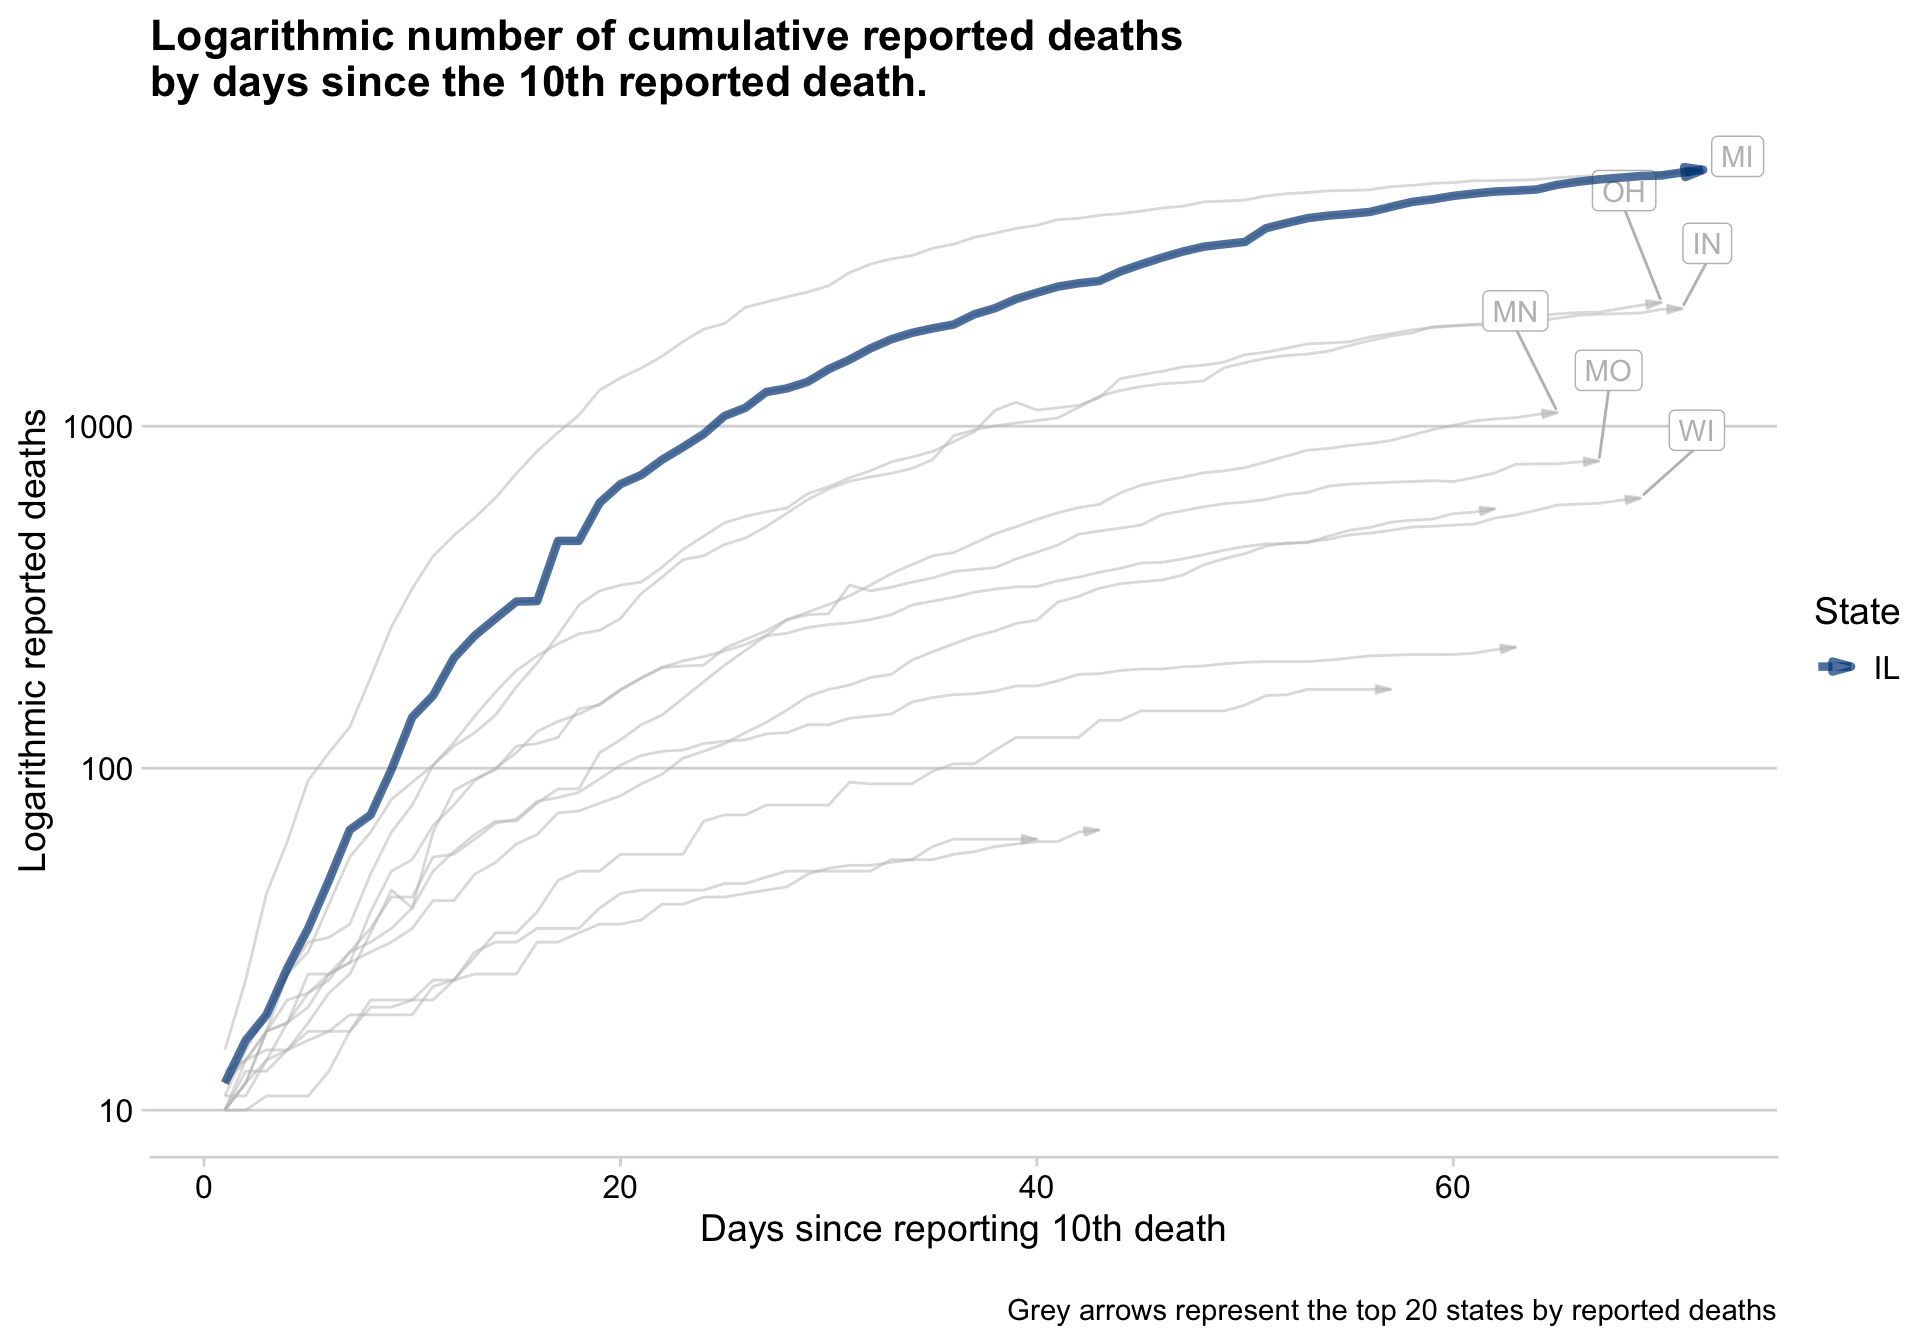 Logarithmic number of cumulative reported deaths
by days since the 10th reported death.
MI
OH
IN
MN
MO
WI
Logarithmic reported deaths
1000
100
10
0 20 40 60
Days since reporting 10th death
State
IL
Grey arrows represent the top 20 states by reported deaths